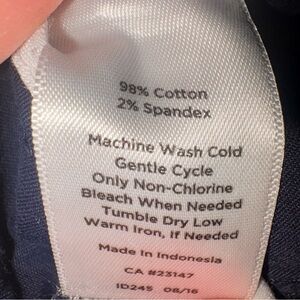 98% Cotton
2% Spandex
Machine Wash Cold
Gentle Cycle
Only Non-Chlorine
Bleach When Needed
Tumble Dry Low
Warm Iron, If Needed
Made In Indonesia
CA #23147
ID245 08/16